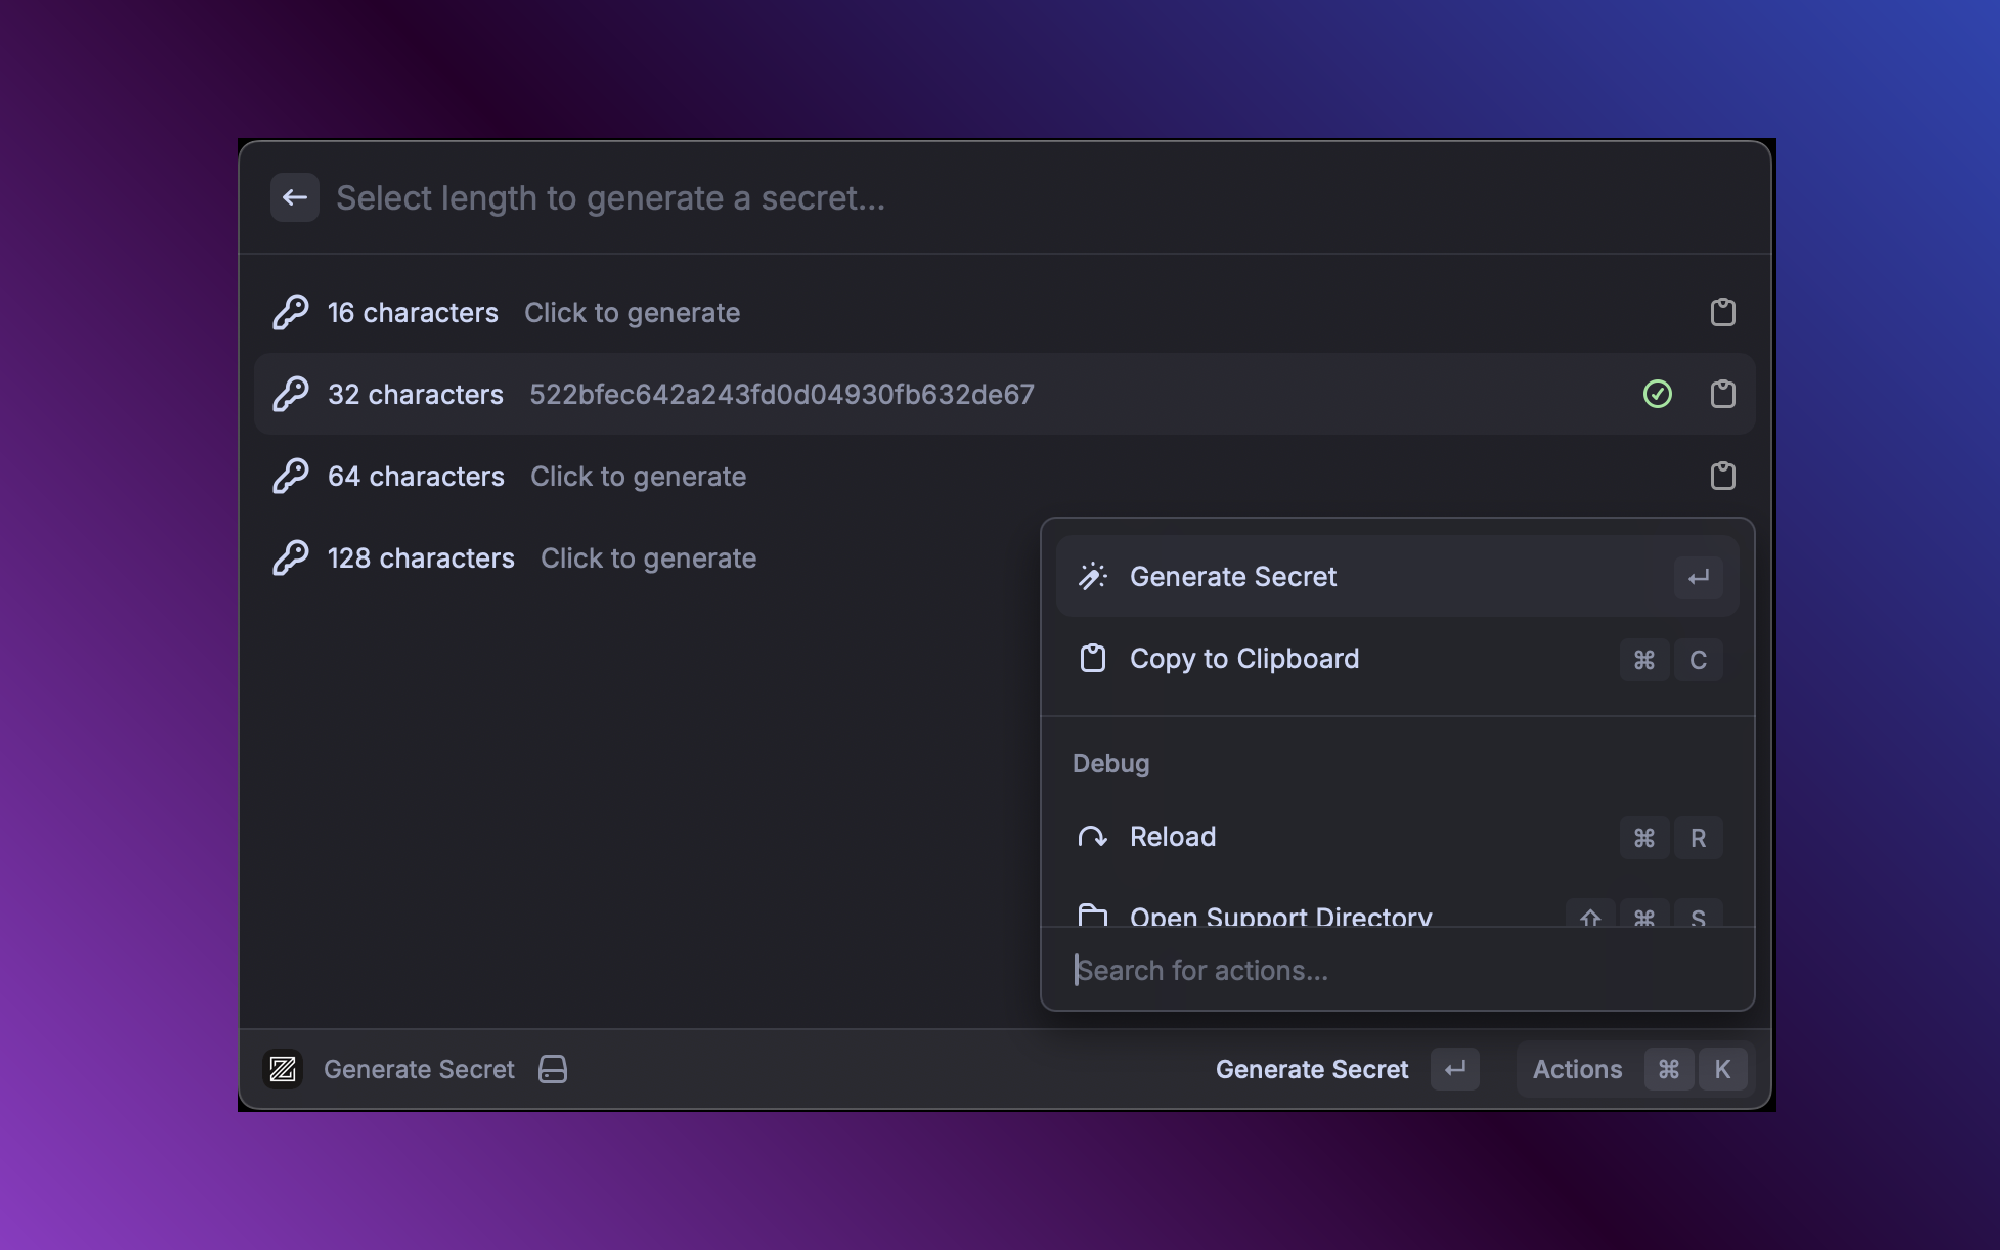 Select length to generate a secret...
16 characters Click to generate
32 characters 522bfec642a243fd0d04930fb632de67
64 characters Click to generate
128 characters Click to generate
Generate Secret
Copy to Clipboard ⌘ C
Debug
Reload ⌘ R
Open Support Directory ⇧ ⌘ S
Search for actions...
Generate Secret Generate Secret Actions ⌘ K